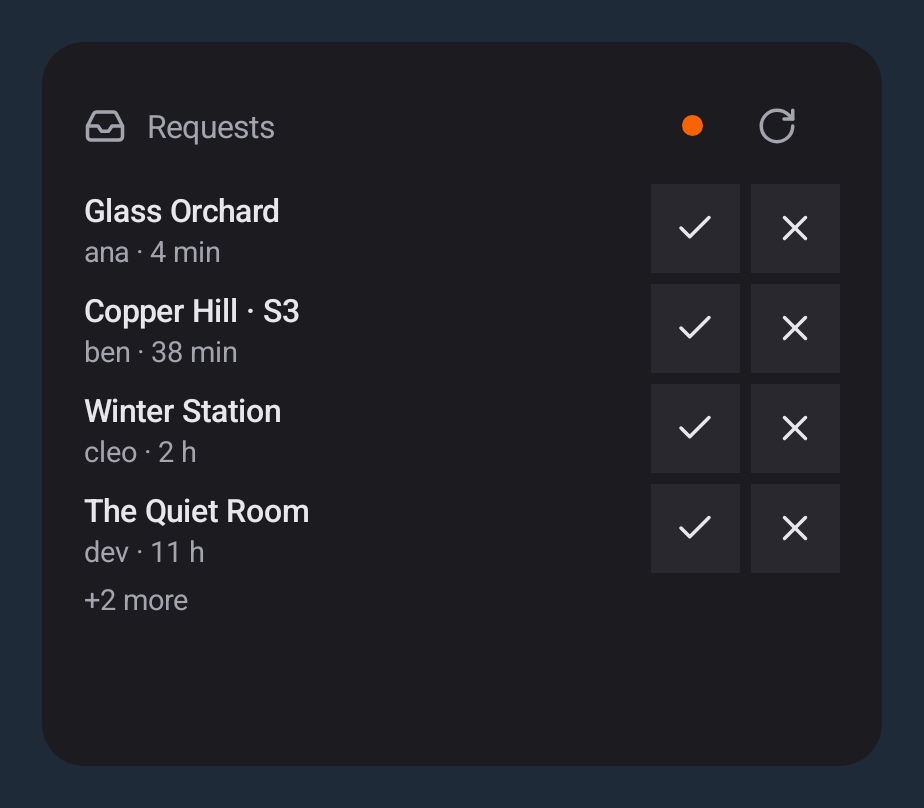 Requests
Glass Orchard
ana · 4 min
Copper Hill · S3
ben · 38 min
Winter Station
cleo · 2 h
The Quiet Room
dev · 11 h
+2 more